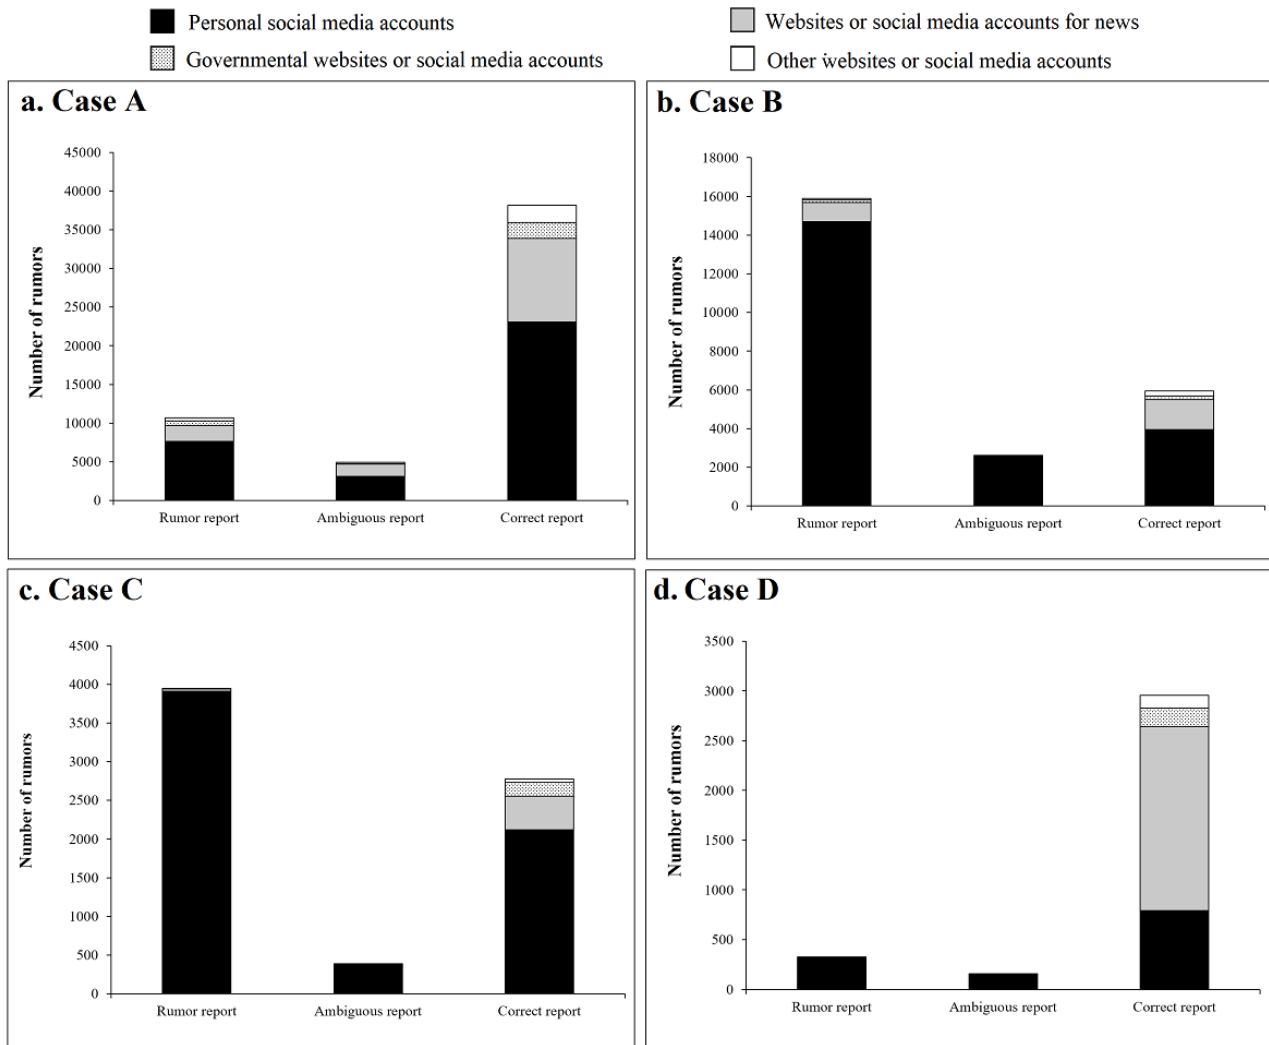 Personal social media accounts
Websites or social media accounts for news
Governmental websites or social media accounts
Other websites or social media accounts
a. Case A
45000
40000
35000
30000
25000
20000
15000
10000
5000
0
Number of rumors
Rumor report
Ambiguous report
Correct report
b. Case B
18000
16000
14000
12000
10000
8000
6000
4000
2000
0
Number of rumors
Rumor report
Ambiguous report
Correct report
c. Case C
4500
4000
3500
3000
2500
2000
1500
1000
500
0
Number of rumors
Rumor report
Ambiguous report
Correct report
d. Case D
3500
3000
2500
2000
1500
1000
500
0
Number of rumors
Rumor report
Ambiguous report
Correct report